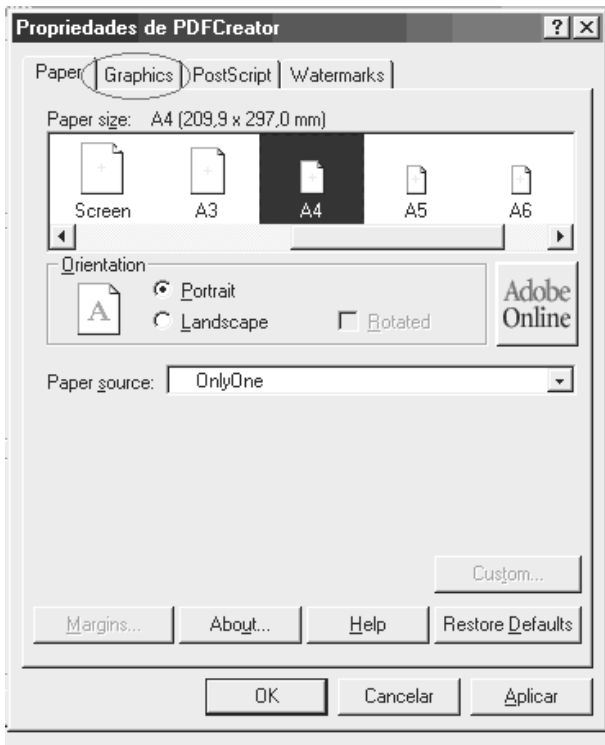 Propriedades de PDFCreator
Paper Graphics PostScript Watermarks
Paper size: A4 (209,9 x 297,0 mm)
Screen A3 A4 A5 A6
Orientation
A
Portrait
Landscape Rotated
Adobe
Online
Paper source: OnlyOne
Custom...
Margins... About... Help Restore Defaults
OK Cancelar Aplicar